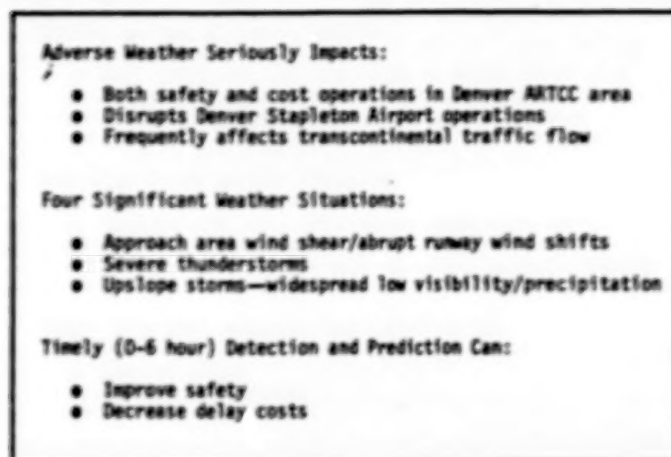 Adverse Weather Seriously Impacts:
● Both safety and cost operations in Denver ARTCC area
● Disrupts Denver Stapleton Airport operations
● Frequently affects transcontinental traffic flow
Four Significant Weather Situations:
● Approach area wind shear/abrupt runway wind shifts
● Severe thunderstorms
● Upslope storms—widespread low visibility/precipitation
Timely (0-6 hour) Detection and Prediction Can:
● Improve safety
● Decrease delay costs